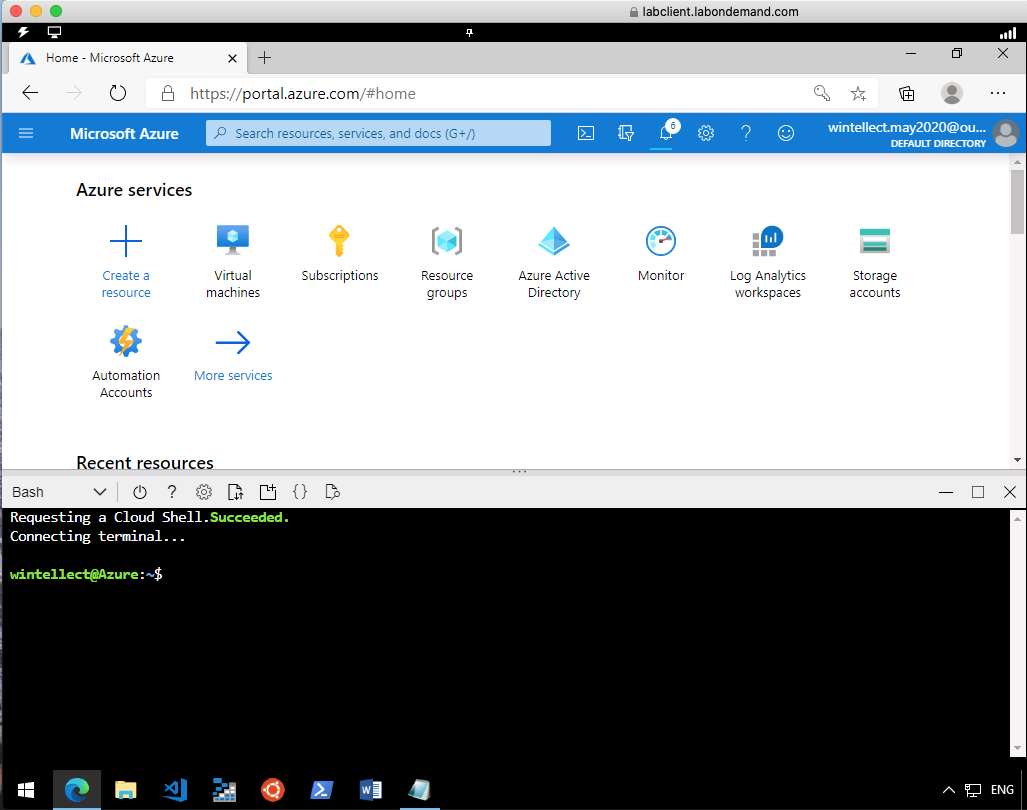 labclient.labondemand.com
Home - Microsoft Azure
https://portal.azure.com/#home
Microsoft Azure
Search resources, services, and docs (G+/)
6
wintellect.may2020@ou...
DEFAULT DIRECTORY
Azure services
Create a
resource
Virtual
machines
Subscriptions
Resource
groups
Azure Active
Directory
Monitor
Log Analytics
workspaces
Storage
accounts
Automation
Accounts
More services
Recent resources
Bash
Requesting a Cloud Shell.Succeeded.
Connecting terminal...
wintellect@Azure:~$
ENG